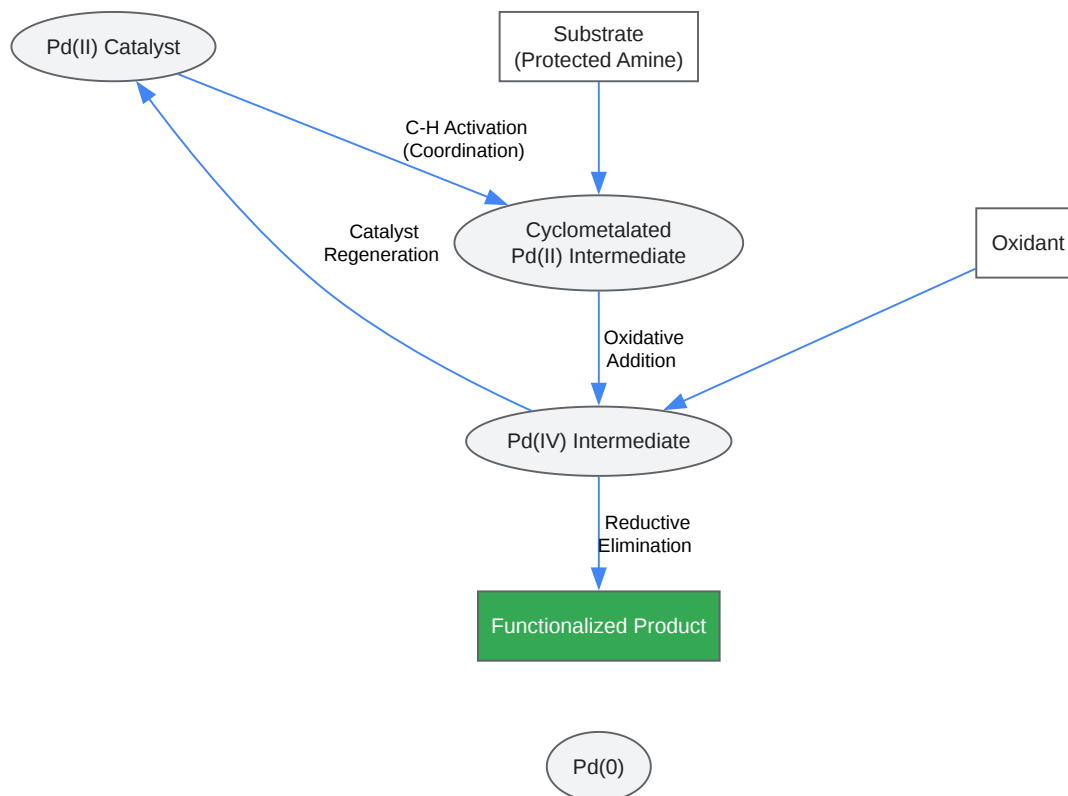 Pd(II) Catalyst
Substrate
(Protected Amine)
C-H Activation
(Coordination)
Catalyst
Regeneration
Cyclometalated
Pd(II) Intermediate
Oxidant
Oxidative
Addition
Pd(IV) Intermediate
Reductive
Elimination
Functionalized Product
Pd(0)